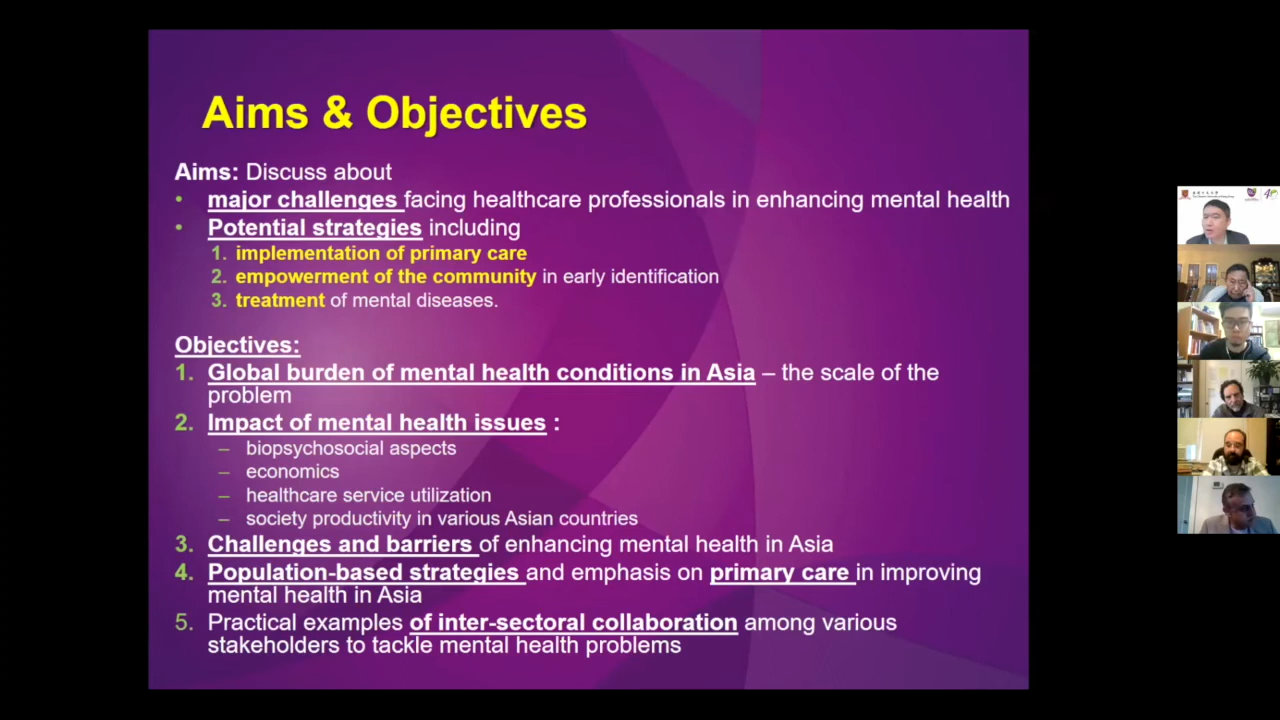 Aims & Objectives
Aims: Discuss about
• major challenges facing healthcare professionals in enhancing mental health
• Potential strategies including
1. implementation of primary care
2. empowerment of the community in early identification
3. treatment of mental diseases.
Objectives:
1. Global burden of mental health conditions in Asia – the scale of the
problem
2. Impact of mental health issues :
– biopsychosocial aspects
– economics
– healthcare service utilization
– society productivity in various Asian countries
3. Challenges and barriers of enhancing mental health in Asia
4. Population-based strategies and emphasis on primary care in improving
mental health in Asia
5. Practical examples of inter-sectoral collaboration among various
stakeholders to tackle mental health problems